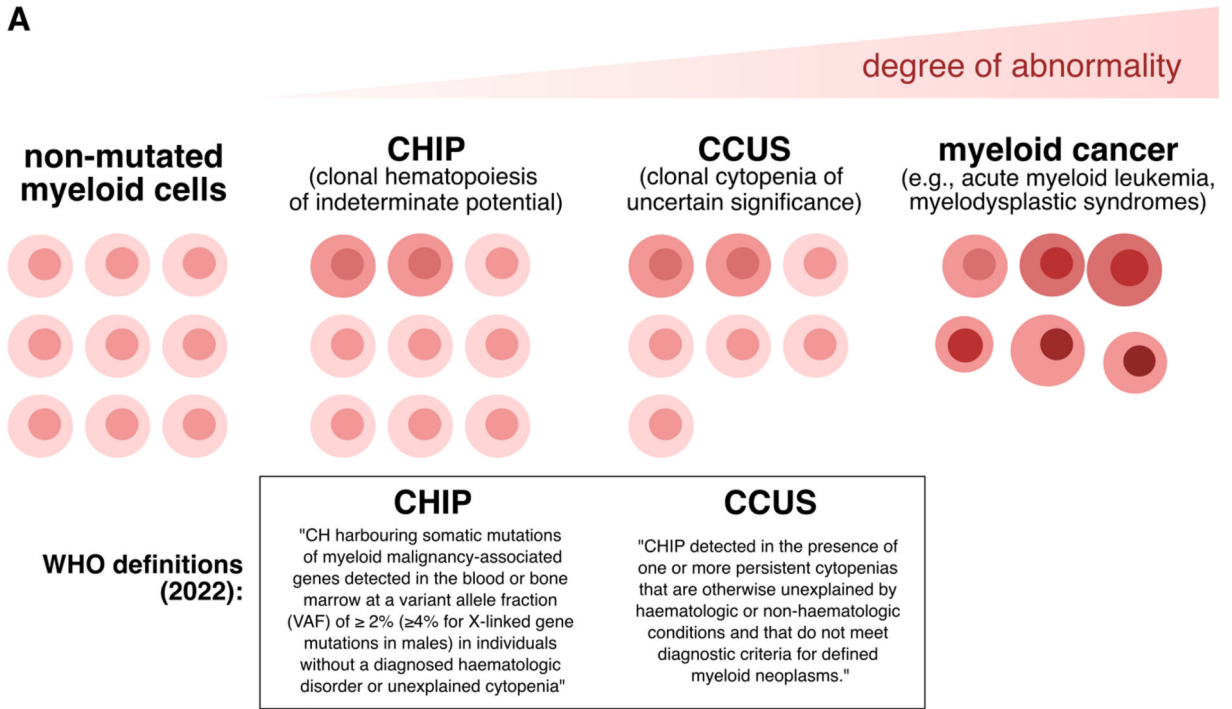 A
degree of abnormality
non-mutated
myeloid cells
CHIP
(clonal hematopoiesis
of indeterminate potential)
CCUS
(clonal cytopenia of
uncertain significance)
myeloid cancer
(e.g., acute myeloid leukemia,
myelodysplastic syndromes)
WHO definitions
(2022):
CHIP
"CH harbouring somatic mutations
of myeloid malignancy-associated
genes detected in the blood or bone
marrow at a variant allele fraction
(VAF) of ≥ 2% (≥4% for X-linked gene
mutations in males) in individuals
without a diagnosed haematologic
disorder or unexplained cytopenia"
CCUS
"CHIP detected in the presence of
one or more persistent cytopenias
that are otherwise unexplained by
haematologic or non-haematologic
conditions and that do not meet
diagnostic criteria for defined
myeloid neoplasms."